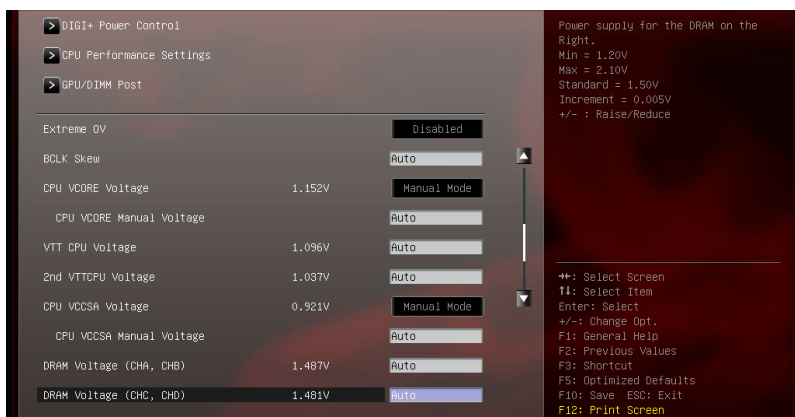 DIGI+ Power Control
CPU Performance Settings
GPU/DIMM Post
Extreme OV Disabled
BCLK Skew Auto
CPU VCORE Voltage 1.152V Manual Mode
CPU VCORE Manual Voltage Auto
VTT CPU Voltage 1.096V Auto
2nd VTTCPU Voltage 1.037V Auto
CPU VCCSA Voltage 0.921V Manual Mode
CPU VCCSA Manual Voltage Auto
DRAM Voltage (CHA, CHB) 1.487V Auto
DRAM Voltage (CHC, CHD) 1.481V Auto
Power supply for the DRAM on the
Right.
Min = 1.20V
Max = 2.10V
Standard = 1.50V
Increment = 0.005V
+/- : Raise/Reduce
→←: Select Screen
↑↓: Select Item
Enter: Select
+/-: Change Opt.
F1: General Help
F2: Previous Values
F3: Shortcut
F5: Optimized Defaults
F10: Save ESC: Exit
F12: Print Screen